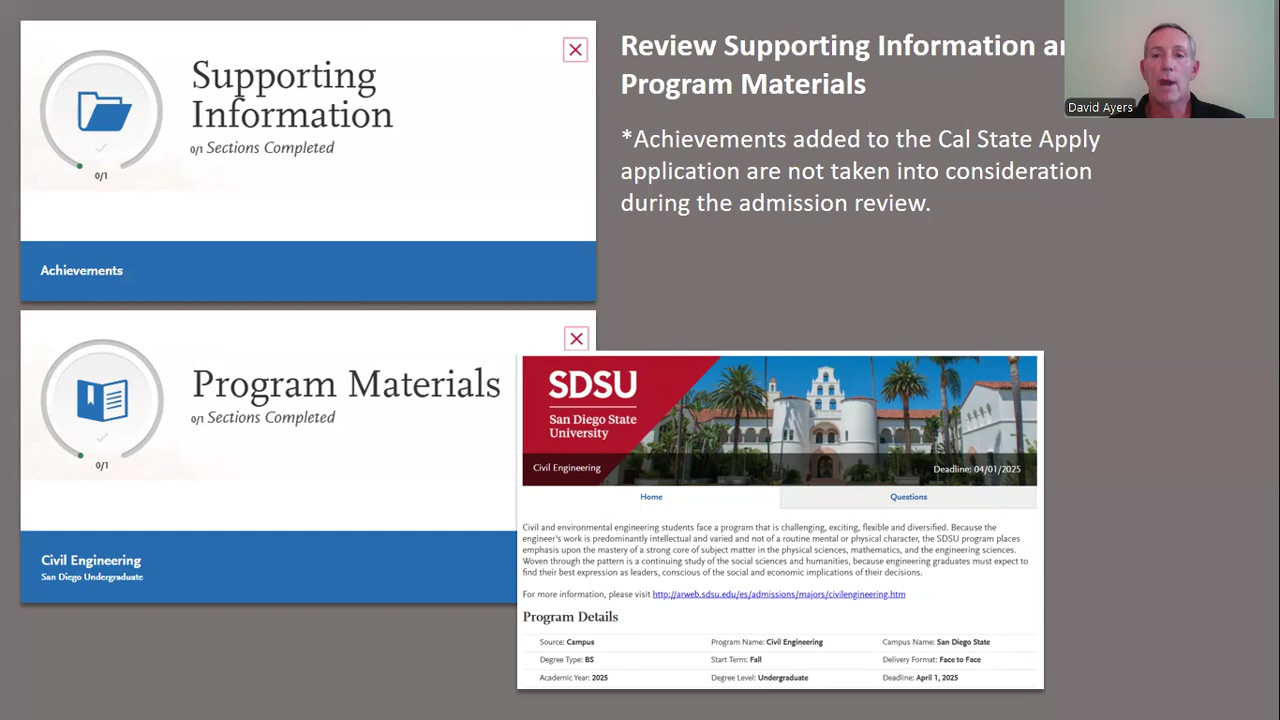 Supporting
Information
0/1 Sections Completed
0/1
Achievements
Program Materials
0/1 Sections Completed
0/1
Civil Engineering
San Diego Undergraduate
Review Supporting Information
Program Materials
*Achievements added to the Cal State Apply
application are not taken into consideration
during the admission review.
David Ayers
SDSU
San Diego State
University
Civil Engineering
Deadline: 04/01/2025
Home
Questions
Civil and environmental engineering students face a program that is challenging, exciting, flexible and diversified. Because the
engineer's work is predominantly intellectual and varied and not of a routine mental or physical character, the SDSU program places
emphasis upon the mastery of a strong core of subject matter in the physical sciences, mathematics, and the engineering sciences.
Woven through the pattern is a continuing study of the social sciences and humanities, because engineering graduates must expect to
find their best expression as leaders, conscious of the social and economic implications of their decisions.
For more information, please visit http://arweb.sdsu.edu/es/admissions/majors/civilengineering.htm
Program Details
Source: Campus
Program Name: Civil Engineering
Campus Name: San Diego State
Degree Type: BS
Start Term: Fall
Delivery Format: Face to Face
Academic Year: 2025
Degree Level: Undergraduate
Deadline: April 1, 2025